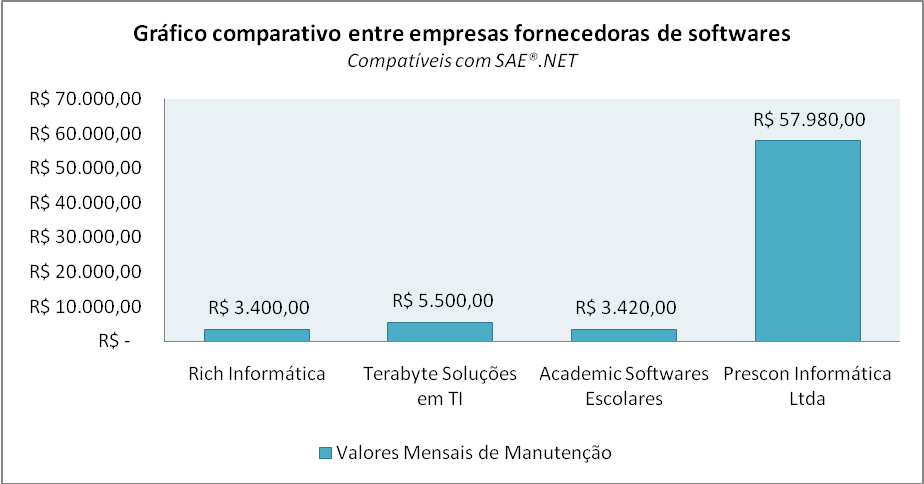 Gráfico comparativo entre empresas fornecedoras de softwares
Compatíveis com SAE®.NET
R$ 70.000,00
R$ 60.000,00
R$ 50.000,00
R$ 40.000,00
R$ 30.000,00
R$ 20.000,00
R$ 10.000,00
R$ -
R$ 3.400,00
R$ 5.500,00
R$ 3.420,00
R$ 57.980,00
Rich Informática
Terabyte Soluções
em TI
Academic Softwares
Escolares
Prescon Informática
Ltda
Valores Mensais de Manutenção